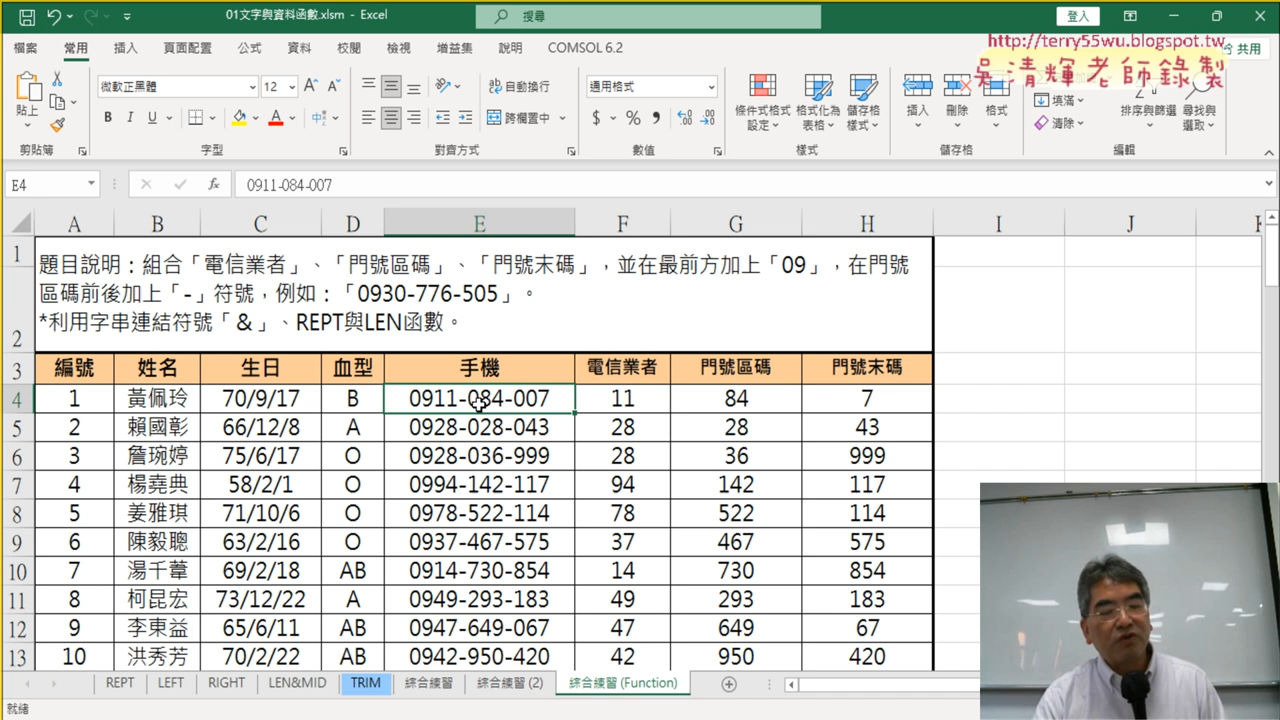 01文字與資料函數.xlsm - Excel
搜尋
登入
檔案 常用 插入 頁面配置 公式 資料 校閱 檢視 增益集 說明 COMSOL 6.2
共用
http://terry55wu.blogspot.tw
吳清輝老師錄製
貼上
微軟正黑體 12
B I U
自動換行
跨欄置中
通用格式
$ %
條件式格式設定
格式化為表格
儲存格樣式
插入 刪除 格式
填滿
清除
排序與篩選
尋找與選取
剪貼簿 字型 對齊方式 數值 樣式 儲存格 編輯
E4 fx 0911-084-007
A B C D E F G H I J K
1 題目說明：組合「電信業者」、「門號區碼」、「門號末碼」，並在最前方加上「09」，在門號
區碼前後加上「-」符號，例如：「0930-776-505」。
2 *利用字串連結符號「&」、REPT與LEN函數。
3 編號 姓名 生日 血型 手機 電信業者 門號區碼 門號末碼
4 1 黃佩玲 70/9/17 B 0911-084-007 11 84 7
5 2 賴國彰 66/12/8 A 0928-028-043 28 28 43
6 3 詹琬婷 75/6/17 O 0928-036-999 28 36 999
7 4 楊堯典 58/2/1 O 0994-142-117 94 142 117
8 5 姜雅琪 71/10/6 O 0978-522-114 78 522 114
9 6 陳毅聰 63/2/16 O 0937-467-575 37 467 575
10 7 湯千葦 69/2/18 AB 0914-730-854 14 730 854
11 8 柯昆宏 73/12/22 A 0949-293-183 49 293 183
12 9 李東益 65/6/11 AB 0947-649-067 47 649 67
13 10 洪秀芳 70/2/22 AB 0942-950-420 42 950 420
REPT LEFT RIGHT LEN&MID TRIM 綜合練習 綜合練習 (2) 綜合練習 (Function)
就緒